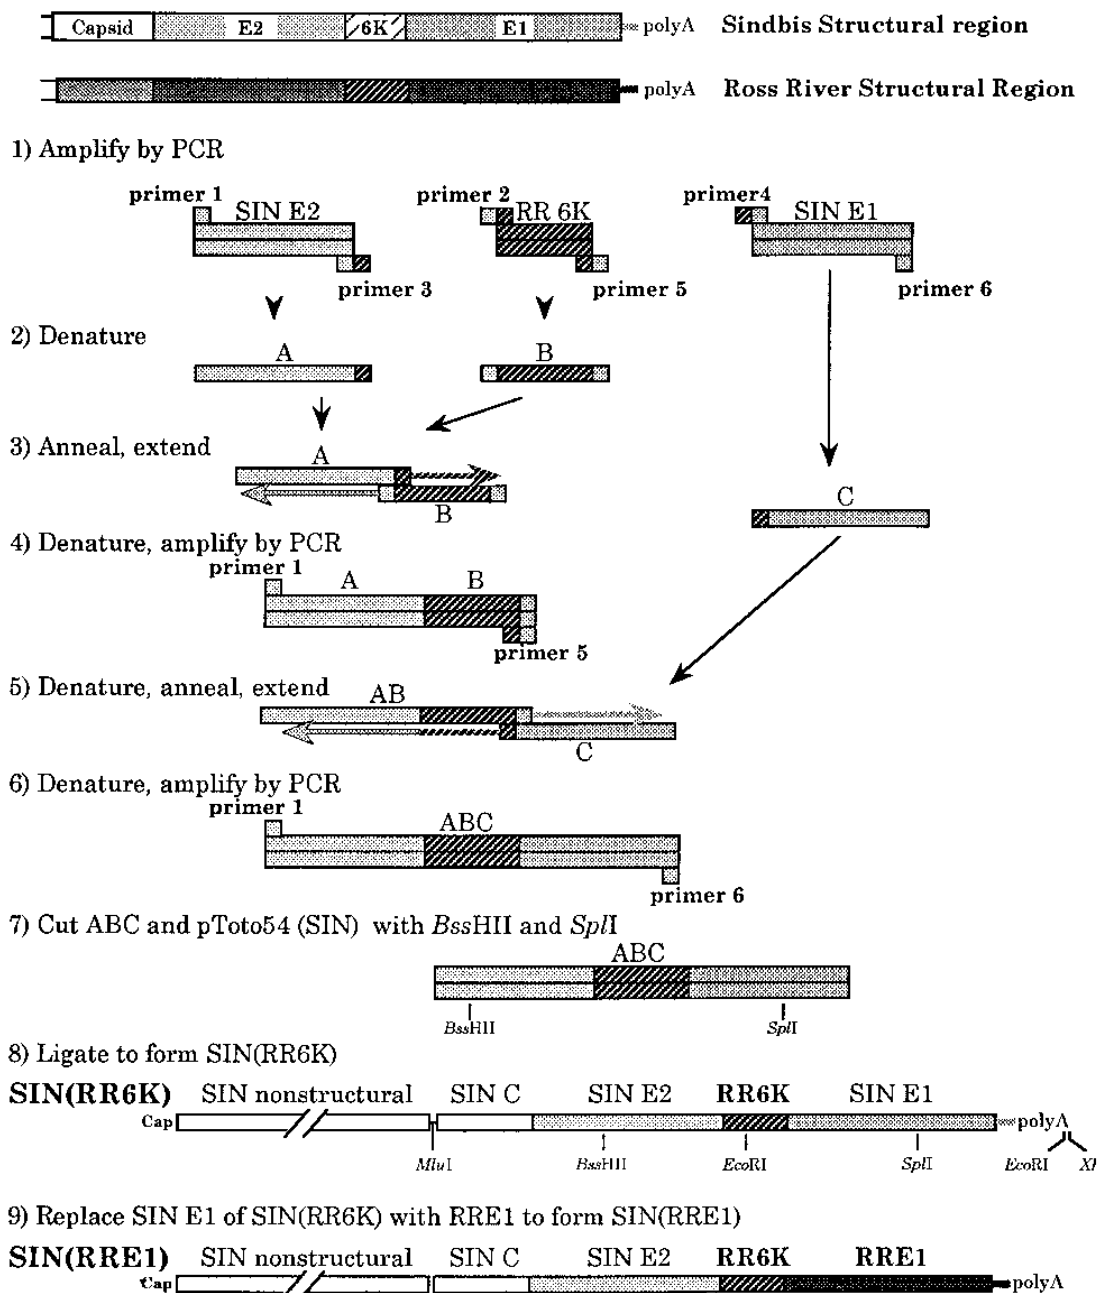 Capsid E2 6K E1 polyA Sindbis Structural region
polyA Ross River Structural Region
1) Amplify by PCR
primer 1 primer 2 primer4
SIN E2 RR 6K SIN E1
primer 3 primer 5 primer 6
2) Denature
A B
3) Anneal, extend
A
B
C
4) Denature, amplify by PCR
primer 1
A B
primer 5
5) Denature, anneal, extend
AB
C
6) Denature, amplify by PCR
primer 1
ABC
primer 6
7) Cut ABC and pToto54 (SIN) with BssHII and SplI
ABC
BssHII SplI
8) Ligate to form SIN(RR6K)
SIN(RR6K) SIN nonstructural SIN C SIN E2 RR6K SIN E1
Cap polyA
MluI BssHII EcoRI SplI EcoRI
9) Replace SIN E1 of SIN(RR6K) with RRE1 to form SIN(RRE1)
SIN(RRE1) SIN nonstructural SIN C SIN E2 RR6K RRE1
Cap polyA